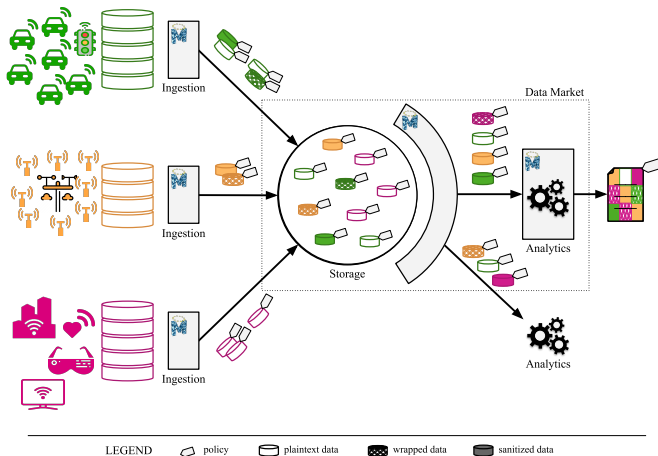 Ingestion
Data Market
Ingestion
Storage
Analytics
Ingestion
Analytics
LEGEND policy plaintext data wrapped data sanitized data